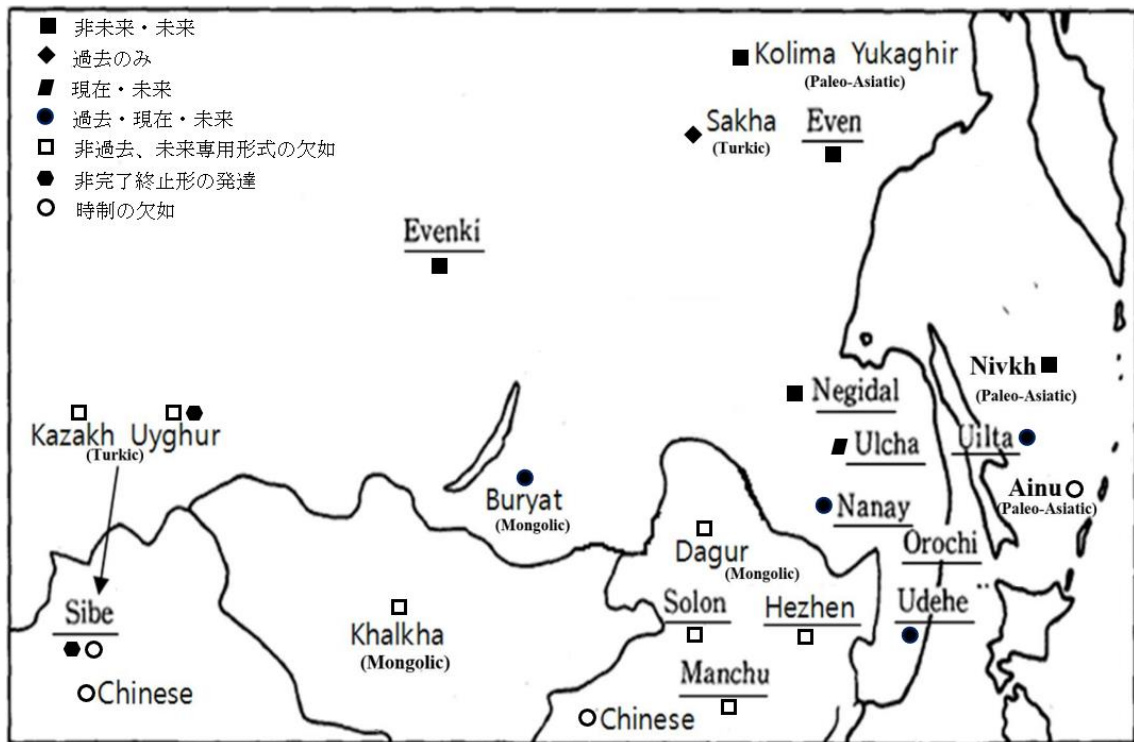 非未来・未来
過去のみ
現在・未来
過去・現在・未来
非過去、未来専用形式の欠如
非完了終止形の発達
時制の欠如
Kolima Yukaghir
(Paleo-Asiatic)
Sakha
(Turkic)
Even
Evenki
Nivkh
(Paleo-Asiatic)
Negidal
Kazakh Uyghur
(Turkic)
Ulcha
Uilta
Buryat
(Mongolic)
Ainu
(Paleo-Asiatic)
Nanay
Orochi
Dagur
(Mongolic)
Sibe
Solon
Hezhen
Udehe
Khalkha
(Mongolic)
Manchu
Chinese
Chinese